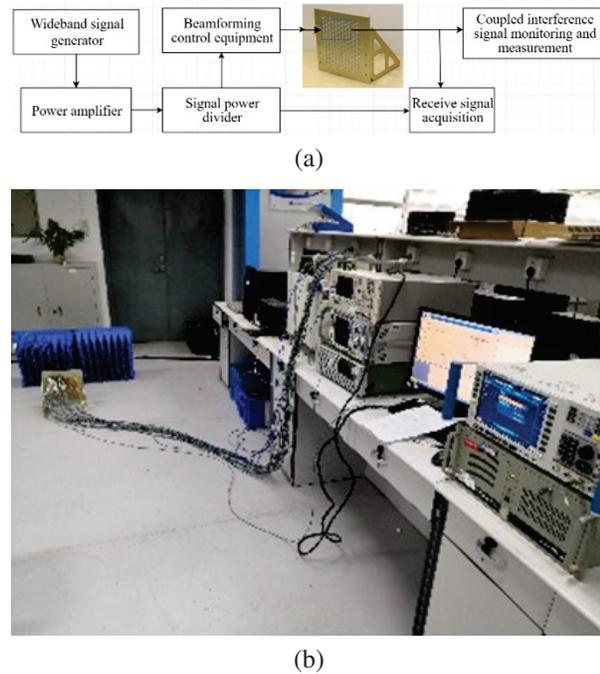 Wideband signal
generator
Beamforming
control equipment
Coupled interference
signal monitoring and
measurement
Power amplifier
Signal power
divider
Receive signal
acquisition
(a)
(b)